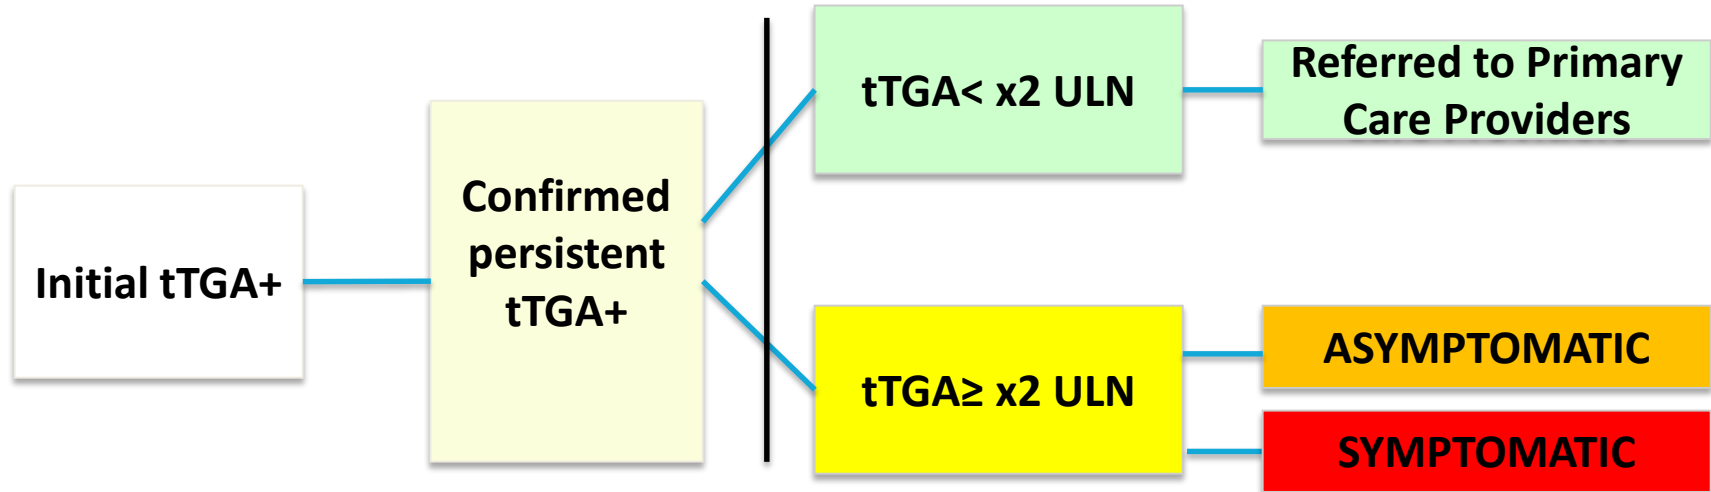 Initial tTGA+
Confirmed
persistent
tTGA+
tTGA< x2 ULN
Referred to Primary
Care Providers
tTGA≥ x2 ULN
ASYMPTOMATIC
SYMPTOMATIC